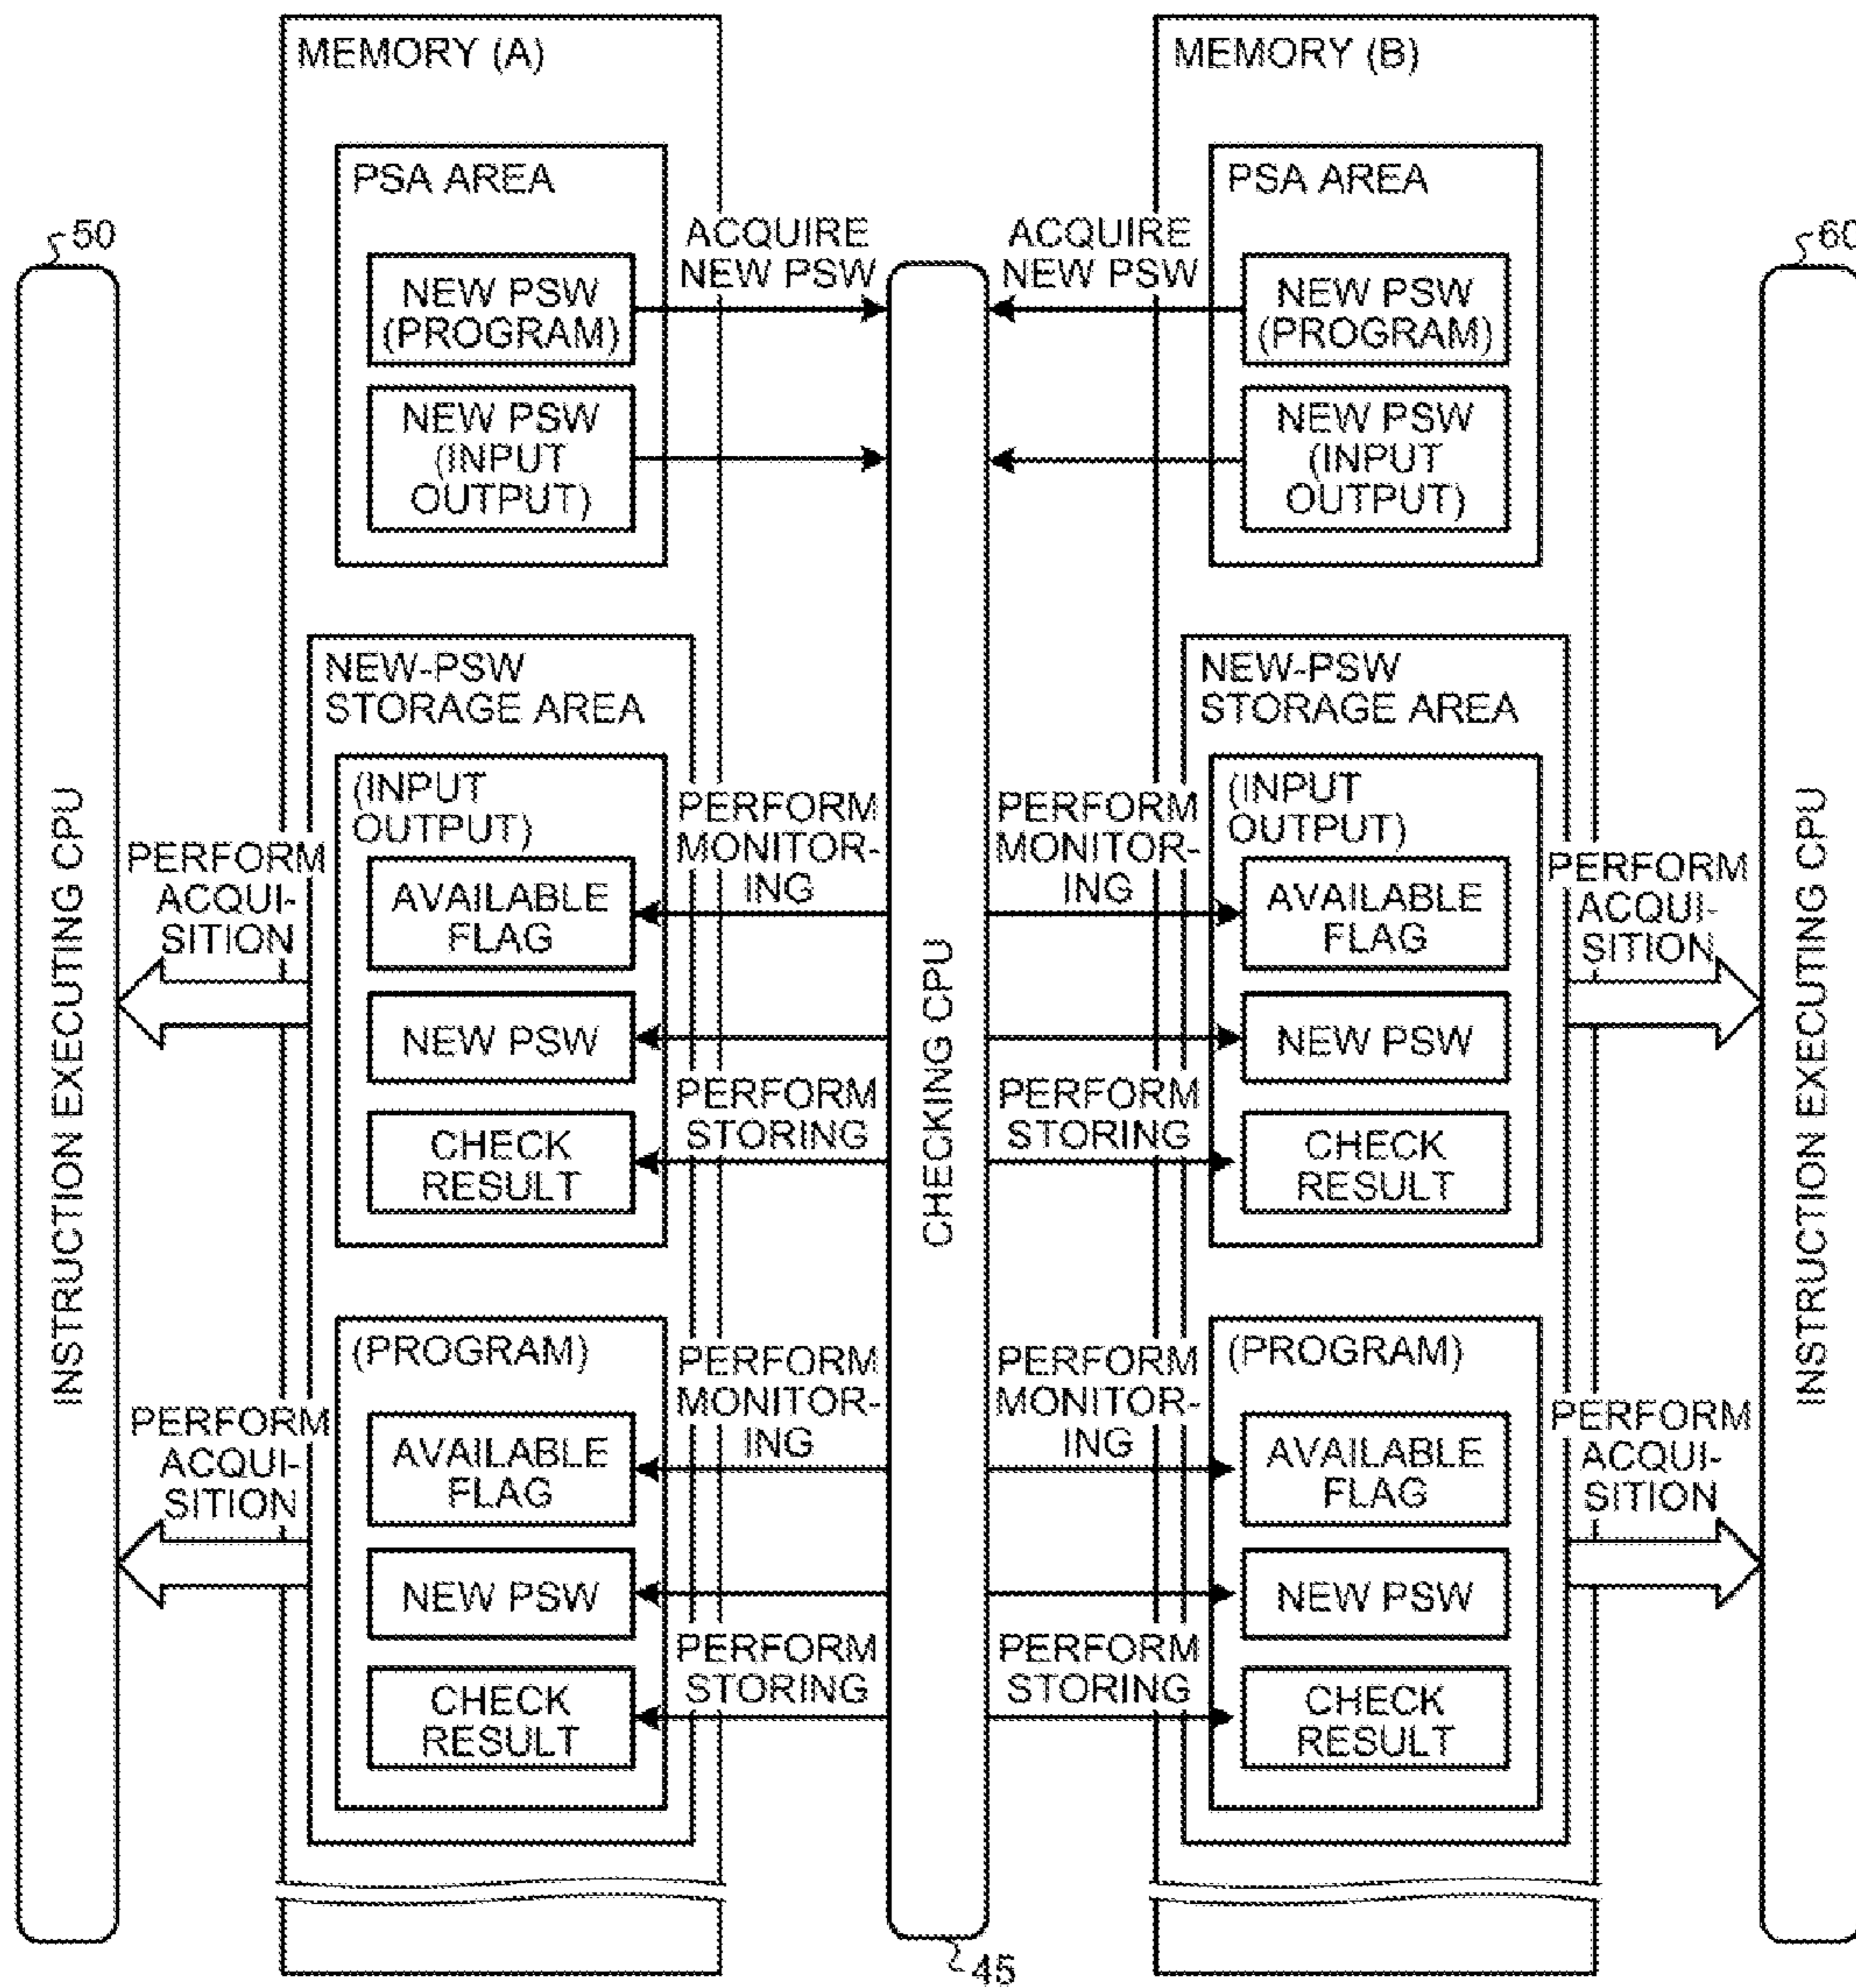 MEMORY (A)
PSA AREA
NEW PSW
(PROGRAM)
NEW PSW
(INPUT
OUTPUT)
ACQUIRE
NEW PSW
ACQUIRE
NEW PSW
MEMORY (B)
PSA AREA
NEW PSW
(PROGRAM)
NEW PSW
(INPUT
OUTPUT)
50
INSTRUCTION EXECUTING CPU
60
INSTRUCTION EXECUTING CPU
CHECKING CPU
45
NEW-PSW
STORAGE AREA
(INPUT
OUTPUT)
AVAILABLE
FLAG
NEW PSW
CHECK
RESULT
PERFORM
ACQUI-
SITION
PERFORM
MONITOR-
ING
PERFORM
STORING
PERFORM
MONITOR-
ING
PERFORM
STORING
NEW-PSW
STORAGE AREA
(INPUT
OUTPUT)
AVAILABLE
FLAG
NEW PSW
CHECK
RESULT
PERFORM
ACQUI-
SITION
(PROGRAM)
AVAILABLE
FLAG
NEW PSW
CHECK
RESULT
PERFORM
ACQUI-
SITION
PERFORM
MONITOR-
ING
PERFORM
STORING
PERFORM
MONITOR-
ING
PERFORM
STORING
(PROGRAM)
AVAILABLE
FLAG
NEW PSW
CHECK
RESULT
PERFORM
ACQUI-
SITION